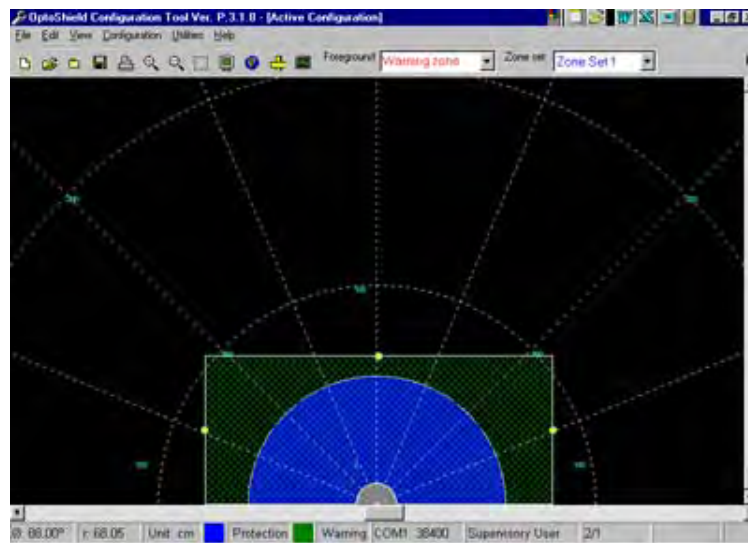 OptoShield Configuration Tool Ver. P.3.1.0 - [Active Configuration]
File Edit View Configuration Utilities Help
Foreground Warning zone Zone set Zone Set 1
Θ: 88.00° r: 68.05 Unit: cm Protection Warning COM1 38400 Supervisory User 2/1